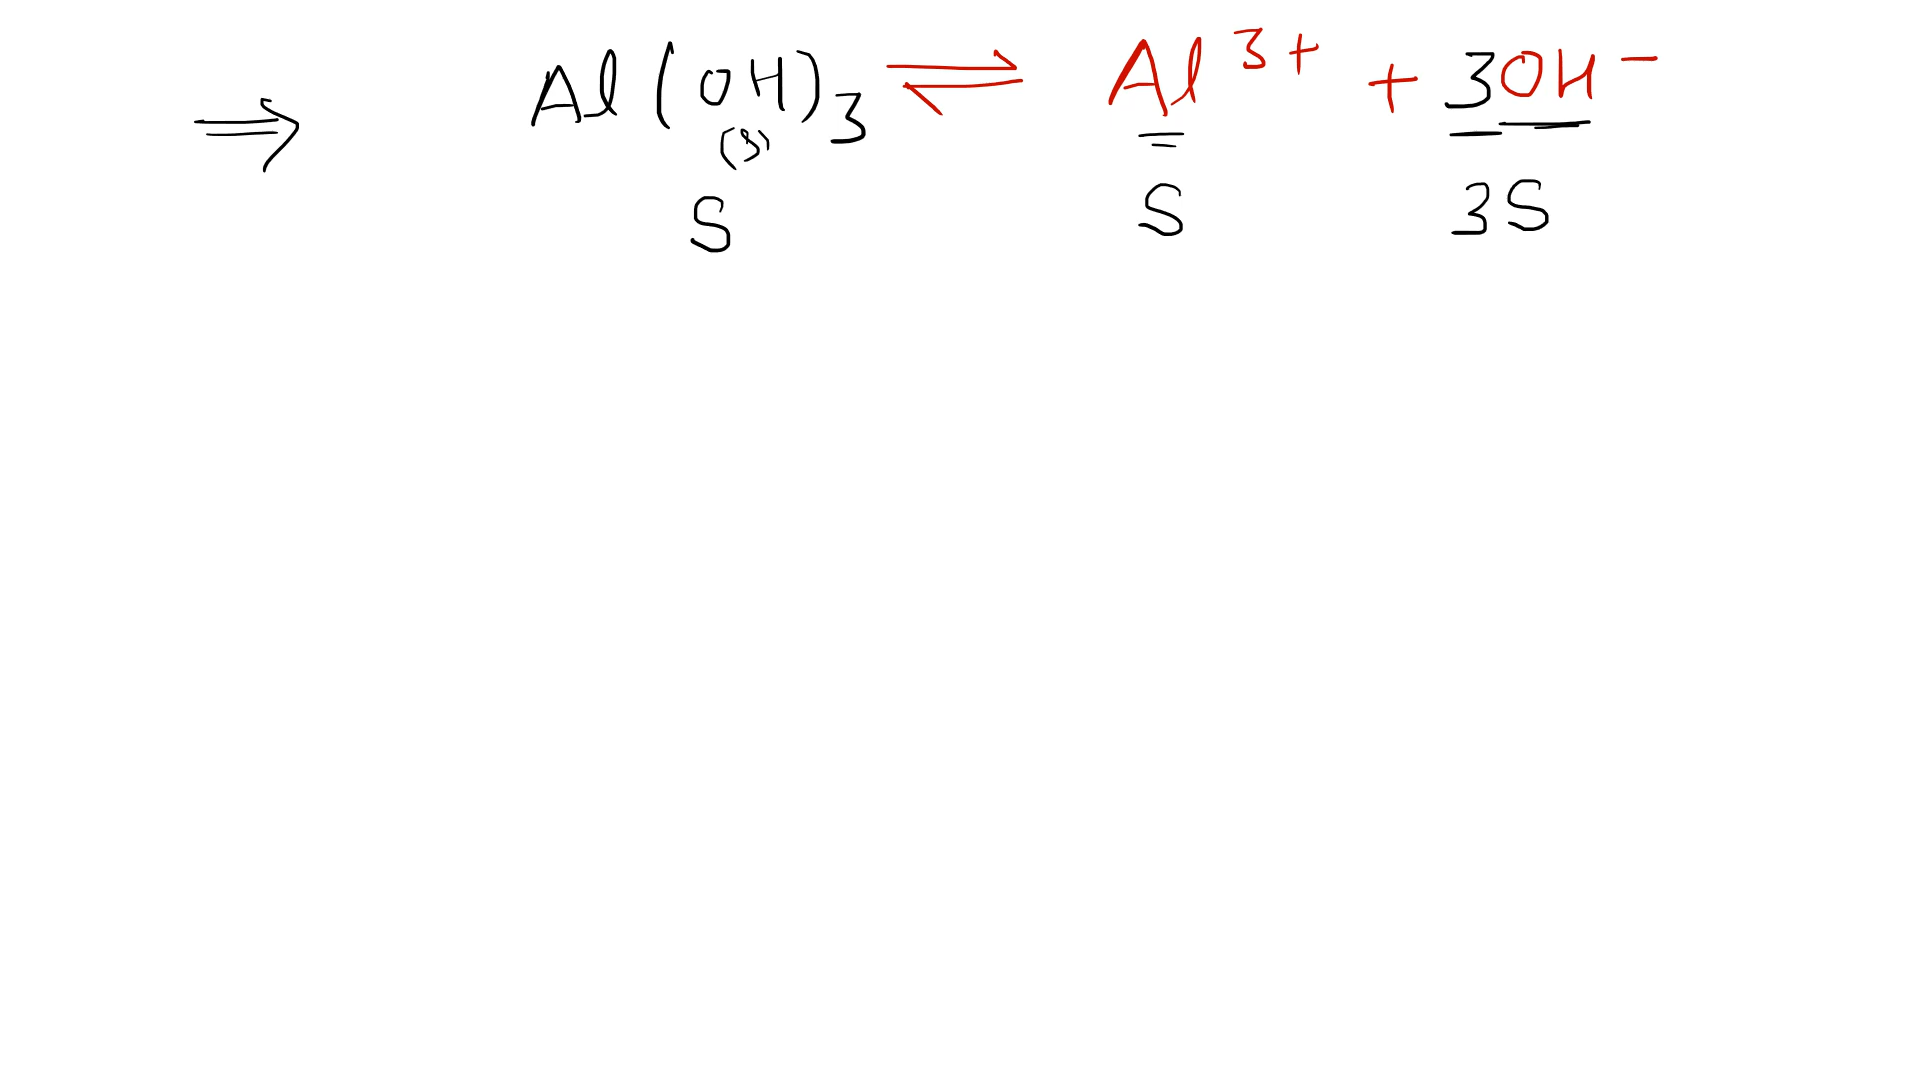 ⇒ Al(OH)₃ ⇌ Al³⁺ + 3OH⁻
(s)
S S 3S